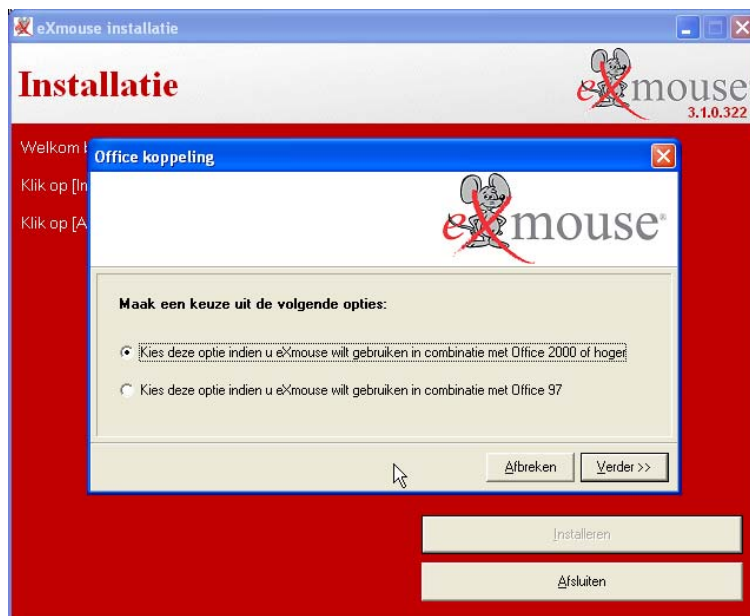 eXmouse installatie
Installatie
eXmouse
3.1.0.322
Welkom
Klik op [In
Klik op [A
Office koppeling
eXmouse®
Maak een keuze uit de volgende opties:
Kies deze optie indien u eXmouse wilt gebruiken in combinatie met Office 2000 of hoger
Kies deze optie indien u eXmouse wilt gebruiken in combinatie met Office 97
Afbreken
Verder >>
Installeren
Afsluiten